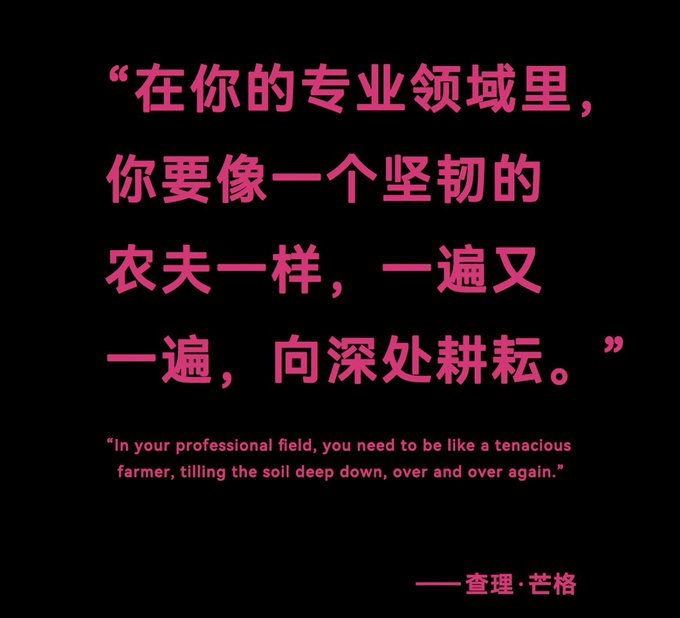 “在你的专业领域里，
你要像一个坚韧的
农夫一样，一遍又
一遍，向深处耕耘。”
“In your professional field, you need to be like a tenacious
farmer, tilling the soil deep down, over and over again.”
——查理·芒格